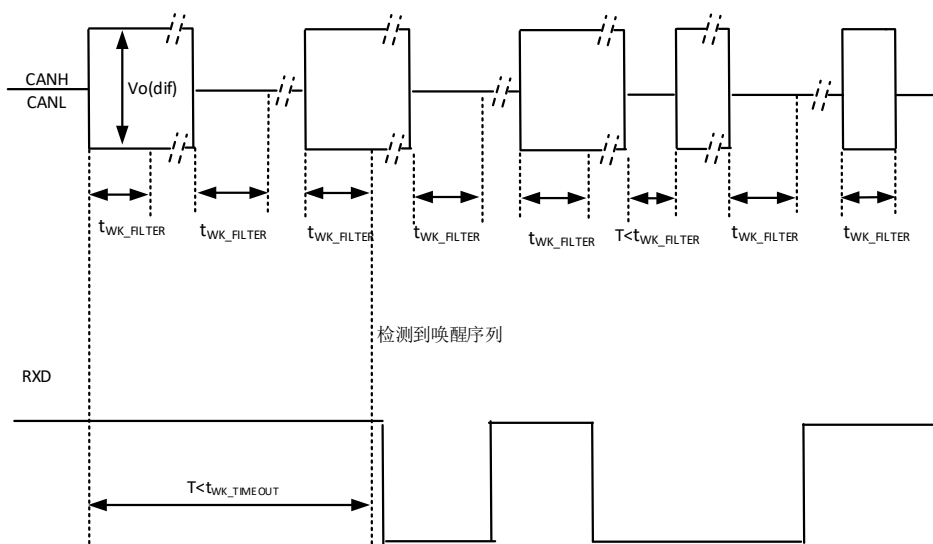 CANH
CANL
Vo(dif)
tWK_FILTER
tWK_FILTER
tWK_FILTER
tWK_FILTER
tWK_FILTER
T<tWK_FILTER
tWK_FILTER
tWK_FILTER
检测到唤醒序列
RXD
T<tWK_TIMEOUT